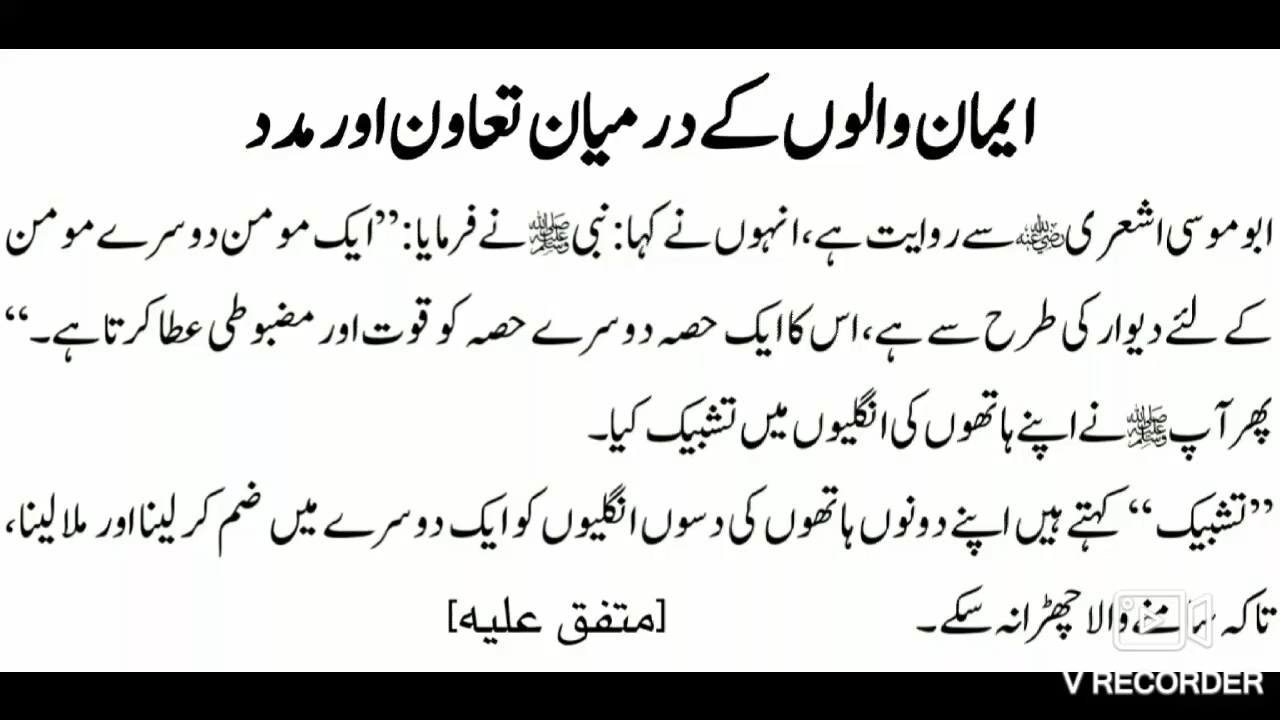 ایمان والوں کے درمیان تعاون اور مدد
ابو موسی اشعری رضی اللہ عنہ سے روایت ہے، انہوں نے کہا: نبی ﷺ نے فرمایا: ”ایک مومن دوسرے مومن
کے لئے دیوار کی طرح سے ہے، اس کا ایک حصہ دوسرے حصہ کو قوت اور مضبوطی عطا کرتا ہے۔“
پھر آپ ﷺ نے اپنے ہاتھوں کی انگلیوں میں تشبیک کیا۔
”تشبیک“ کہتے ہیں اپنے دونوں ہاتھوں کی دسوں انگلیوں کو ایک دوسرے میں ضم کر لینا اور ملا لینا،
تاکہ سامنے والا چھڑا نہ سکے۔ [متفق علیہ]
V RECORDER